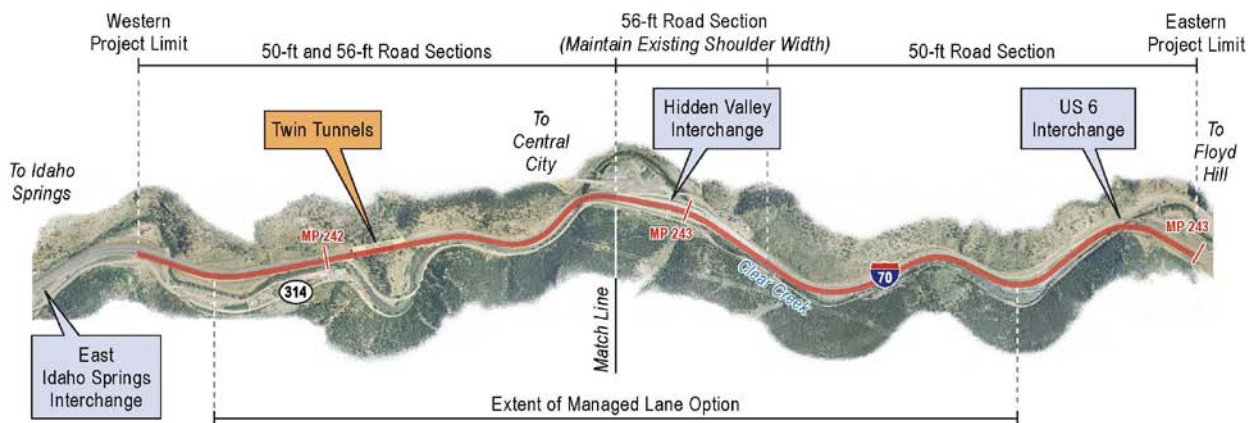 Western
Project Limit
50-ft and 56-ft Road Sections
56-ft Road Section
(Maintain Existing Shoulder Width)
50-ft Road Section
Eastern
Project Limit
To Idaho
Springs
Twin Tunnels
To
Central
City
Hidden Valley
Interchange
US 6
Interchange
To
Floyd
Hill
MP 242
MP 243
MP 243
314
Clear Creek
70
Match Line
East
Idaho Springs
Interchange
Extent of Managed Lane Option